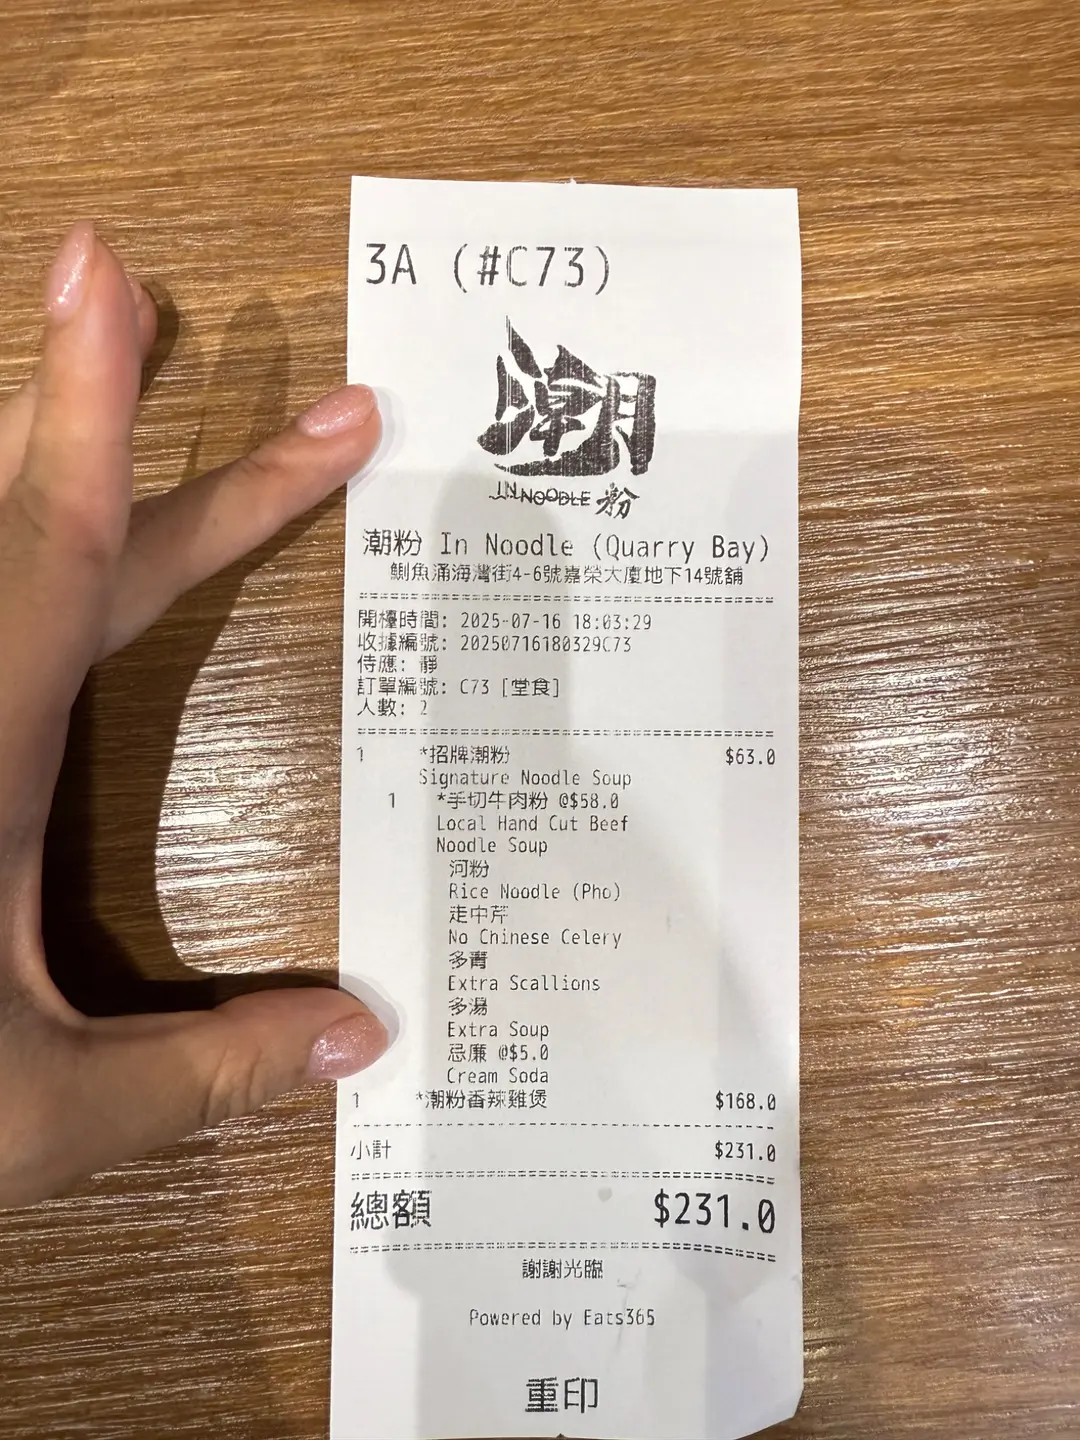 3A (#C73)
潮
IN NOODLE 粉
潮粉 In Noodle (Quarry Bay)
鰂魚涌海灣街4-6號嘉榮大廈地下14號舖
開檯時間: 2025-07-16 18:03:29
收據編號: 20250716180329C73
侍應: 靜
訂單編號: C73 [堂食]
人數: 2
1 *招牌潮粉 $63.0
Signature Noodle Soup
1 *手切牛肉粉 @$58.0
Local Hand Cut Beef
Noodle Soup
河粉
Rice Noodle (Pho)
走中芹
No Chinese Celery
多青
Extra Scallions
多湯
Extra Soup
忌廉 @$5.0
Cream Soda
1 *潮粉香辣雞煲 $168.0
小計 $231.0
總額 $231.0
謝謝光臨
Powered by Eats365
重印